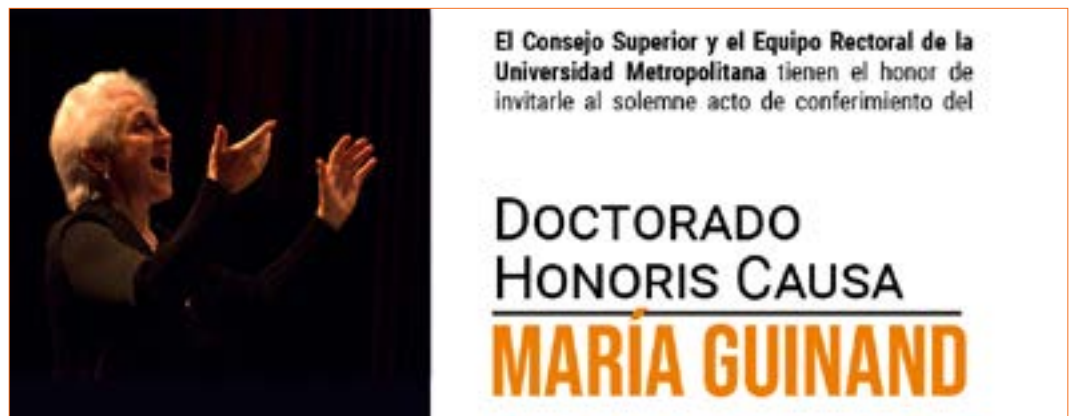 El Consejo Superior y el Equipo Rectoral de la
Universidad Metropolitana tienen el honor de
invitarle al solemne acto de conferimiento del
DOCTORADO
HONORIS CAUSA
MARÍA GUINAND